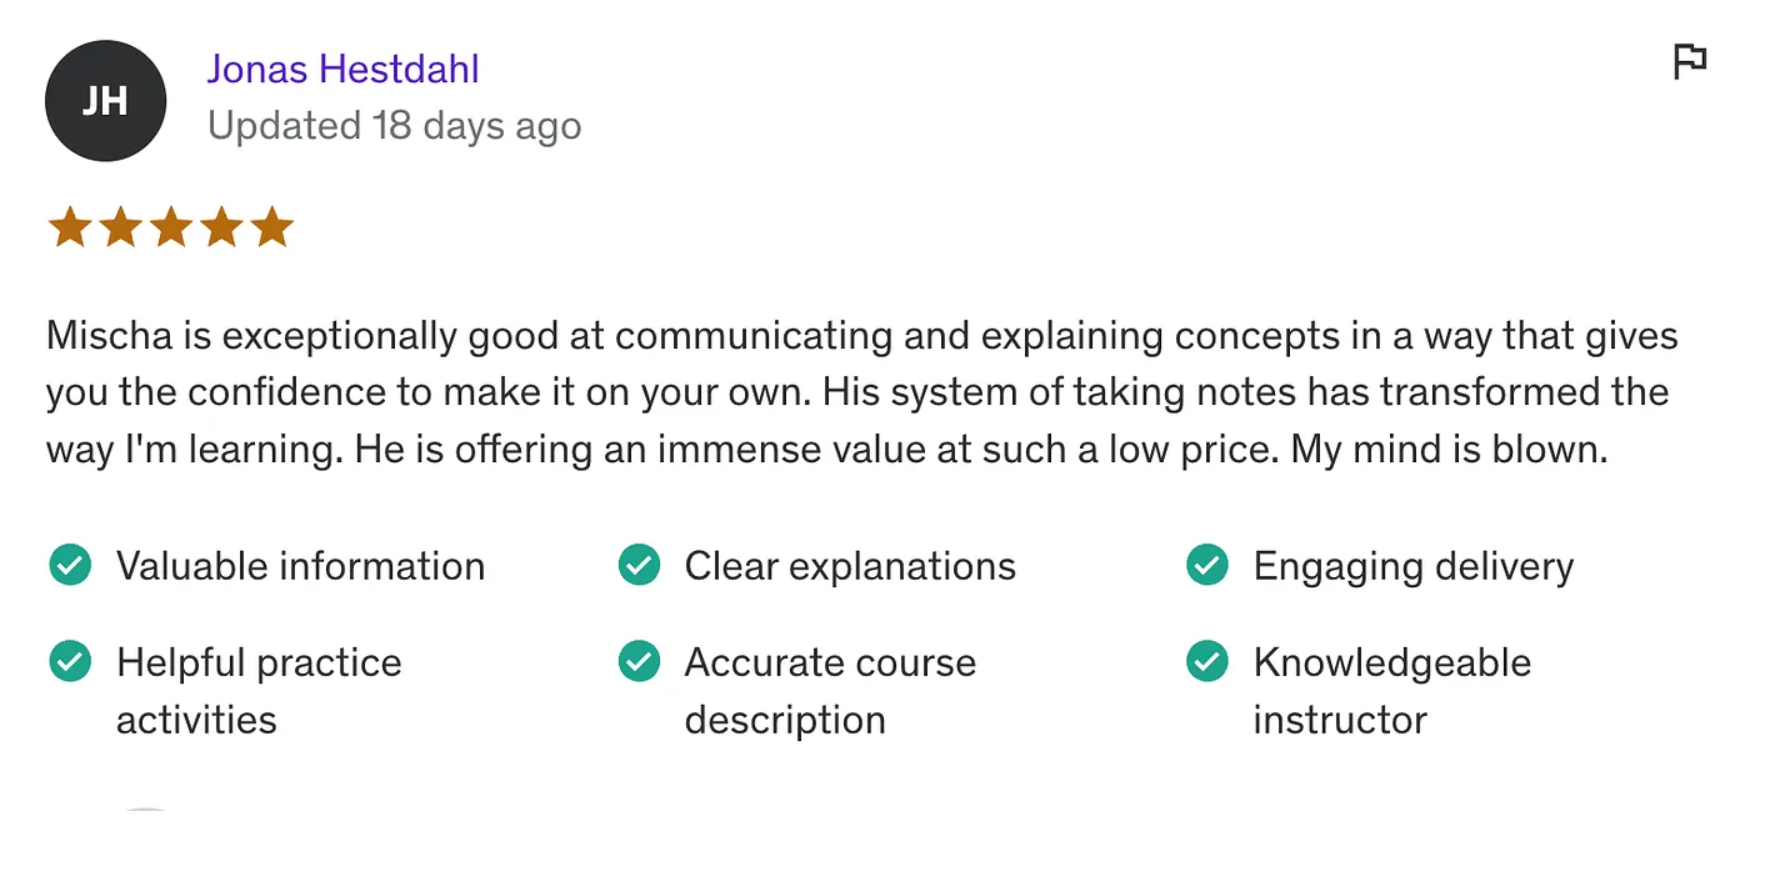 JH
Jonas Hestdahl
Updated 18 days ago
Mischa is exceptionally good at communicating and explaining concepts in a way that gives
you the confidence to make it on your own. His system of taking notes has transformed the
way I'm learning. He is offering an immense value at such a low price. My mind is blown.
Valuable information
Clear explanations
Engaging delivery
Helpful practice
activities
Accurate course
description
Knowledgeable
instructor